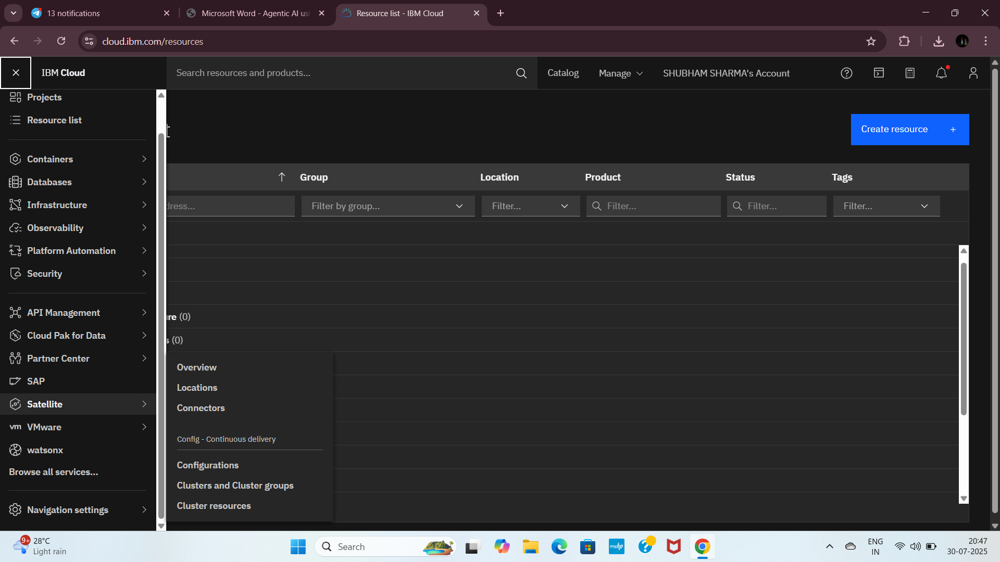 13 notifications
Microsoft Word - Agentic AI usi
Resource list - IBM Cloud
cloud.ibm.com/resources
IBM Cloud
Search resources and products...
Catalog
Manage
SHUBHAM SHARMA's Account
Projects
Resource list
t
Create resource +
Containers
Databases
Infrastructure
Observability
Platform Automation
Security
API Management
Cloud Pak for Data
Partner Center
SAP
Satellite
vm VMware
watsonx
Browse all services...
Navigation settings
Group
Location
Product
Status
Tags
dress...
Filter by group...
Filter...
Filter...
Filter...
Filter...
ure (0)
s (0)
Overview
Locations
Connectors
Config - Continuous delivery
Configurations
Clusters and Cluster groups
Cluster resources
9+
28°C
Light rain
Search
myhp
ENG
IN
20:47
30-07-2025